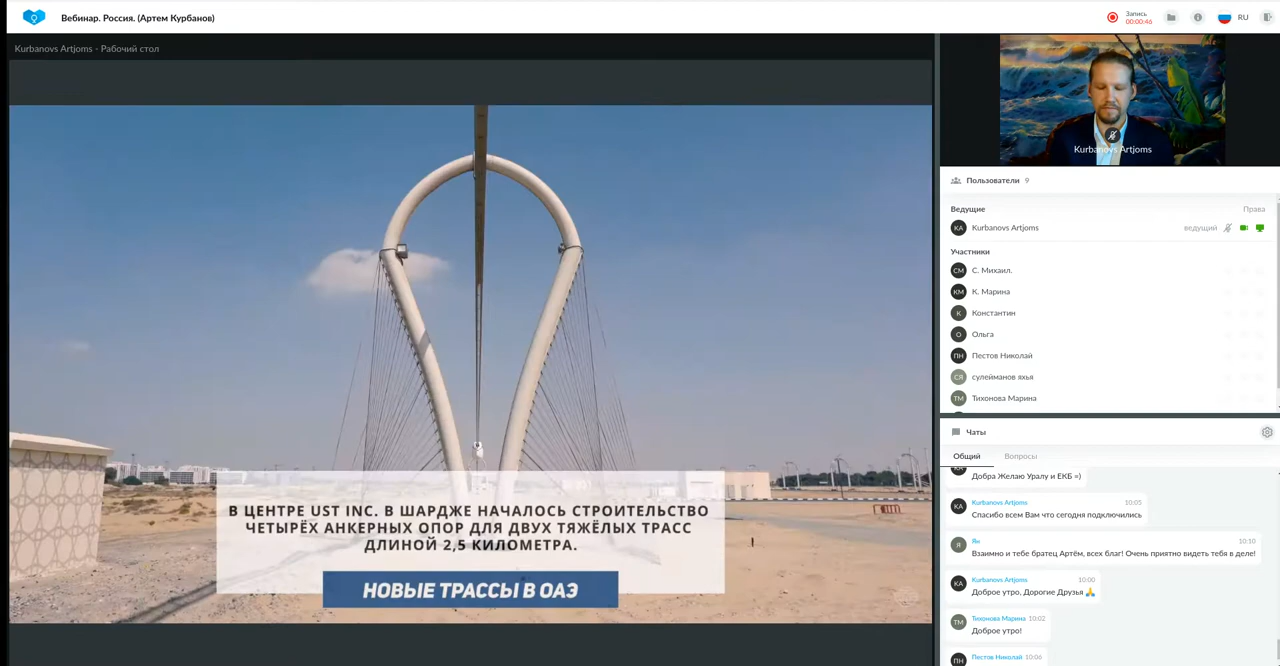 Вебинар. Россия. (Артем Курбанов)
Запись
00:00:46
RU
Kurbanovs Artjoms - Рабочий стол
Kurbanovs Artjoms
В ЦЕНТРЕ UST INC. В ШАРДЖЕ НАЧАЛОСЬ СТРОИТЕЛЬСТВО
ЧЕТЫРЁХ АНКЕРНЫХ ОПОР ДЛЯ ДВУХ ТЯЖЁЛЫХ ТРАСС
ДЛИНОЙ 2,5 КИЛОМЕТРА.
НОВЫЕ ТРАССЫ В ОАЭ
Пользователи 9
Ведущие Права
KA Kurbanovs Artjoms ведущий
Участники
СМ С. Михаил.
КМ К. Марина
К Константин
О Ольга
ПН Пестов Николай
СЯ сулейманов яхья
ТМ Тихонова Марина
Чаты
Общий Вопросы
KA
Добра Желаю Уралу и ЕКБ =)
KA Kurbanovs Artjoms 10:05
Спасибо всем Вам что сегодня подключились
Я Ян 10:10
Взаимно и тебе братец Артём, всех благ! Очень приятно видеть тебя в деле!
KA Kurbanovs Artjoms 10:00
Доброе утро, Дорогие Друзья 🙏
ТМ Тихонова Марина 10:02
Доброе утро!
ПН Пестов Николай 10:06